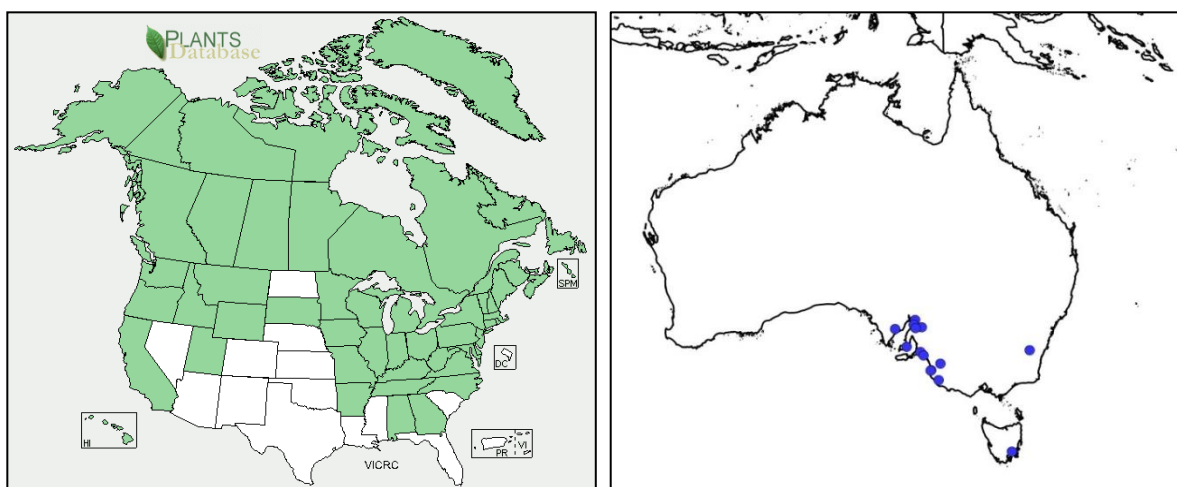 PLANTS
Database
SPM
DC
HI
PR
VI
VICRC